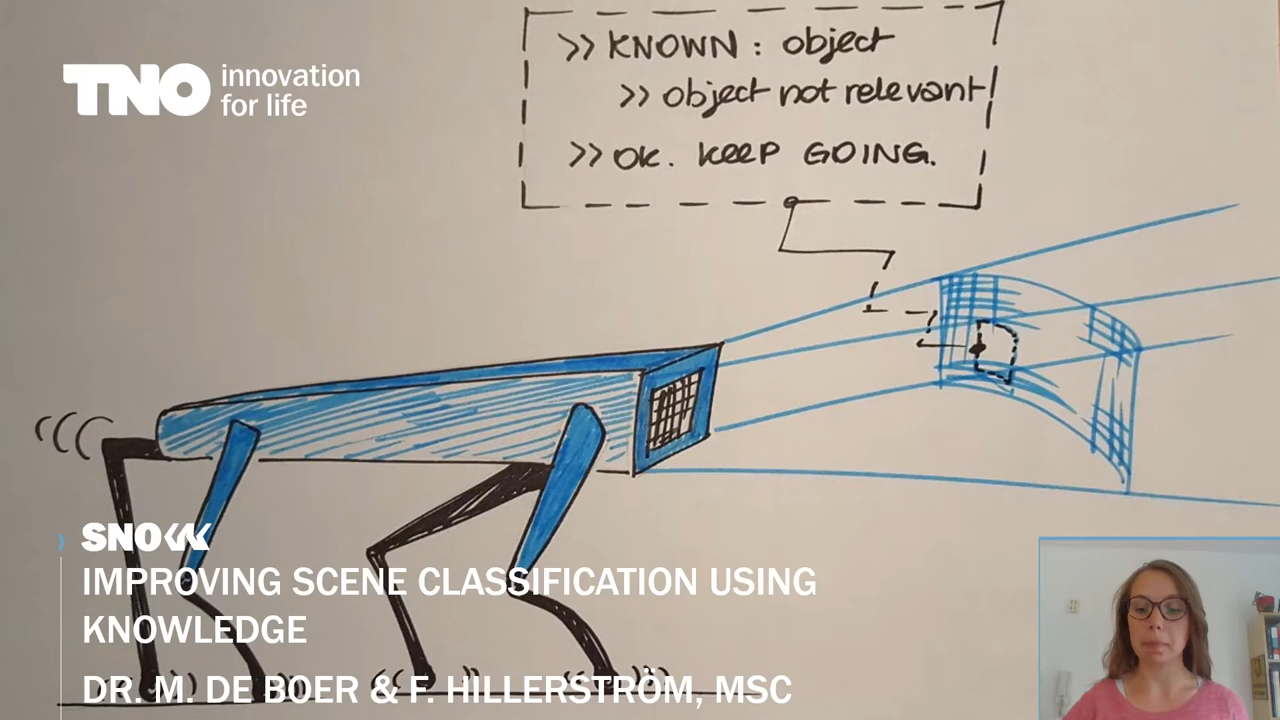 >> KNOWN : object
>> object not relevant!
>> OK. KEEP GOING.
TNO innovation
for life
SNOW
IMPROVING SCENE CLASSIFICATION USING
KNOWLEDGE
DR. M. DE BOER & F. HILLERSTRÖM, MSC